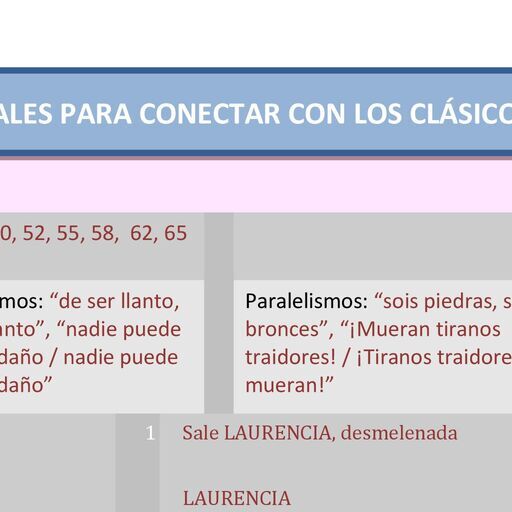 ALES PARA CONECTAR CON LOS CLÁSICO
0, 52, 55, 58, 62, 65
mos: “de ser llanto,
anto”, “nadie puede
daño / nadie puede
daño”
Paralelismos: “sois piedras, s
bronces”, “¡Mueran tiranos
traidores! / ¡Tiranos traidore
mueran!”
1 Sale LAURENCIA, desmelenada
LAURENCIA